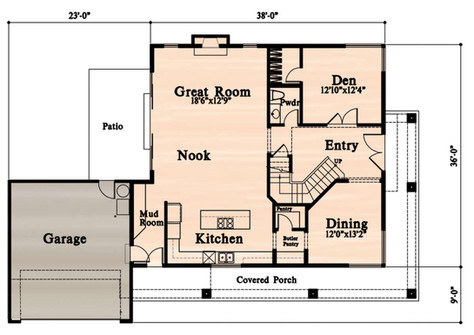 23'-0"
38'-0"
Great Room
18'6"x12'9"
Den
12'10"x12'4"
Pwdr
Patio
Nook
Entry
UP
36'-0"
Mud
Room
Garage
Kitchen
Pantry
Butler
Pantry
Dining
12'0"x13'2"
Covered Porch
9'-0"